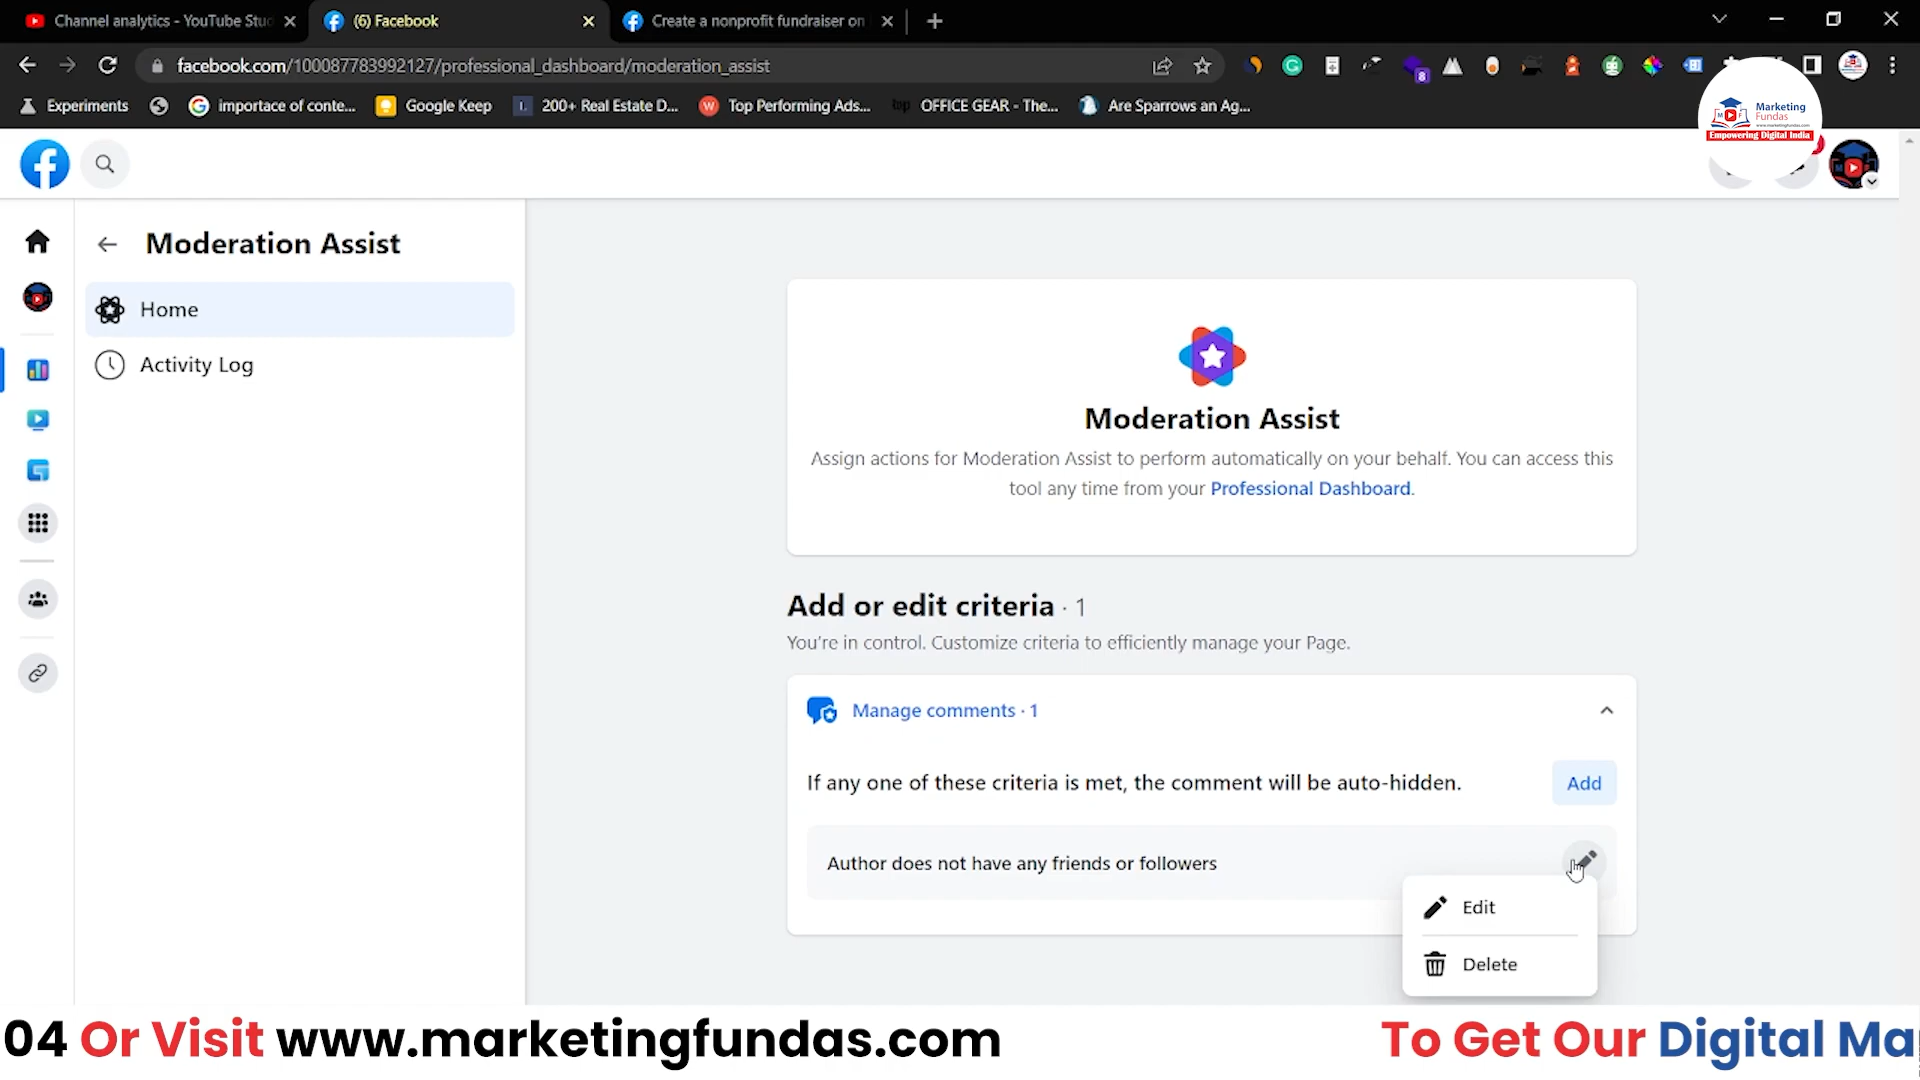 Channel analytics - YouTube Stud
(6) Facebook
Create a nonprofit fundraiser on
facebook.com/100087783992127/professional_dashboard/moderation_assist
8
Experiments
importace of conte...
Google Keep
200+ Real Estate D...
Top Performing Ads...
top
OFFICE GEAR - The...
Are Sparrows an Ag...
Marketing
Fundas
www.marketingfundas.com
Empowering Digital India
Moderation Assist
Home
Activity Log
Moderation Assist
Assign actions for Moderation Assist to perform automatically on your behalf. You can access this
tool any time from your Professional Dashboard.
Add or edit criteria · 1
You're in control. Customize criteria to efficiently manage your Page.
Manage comments · 1
If any one of these criteria is met, the comment will be auto-hidden.
Add
Author does not have any friends or followers
Edit
Delete
04 Or Visit www.marketingfundas.com
To Get Our Digital Ma